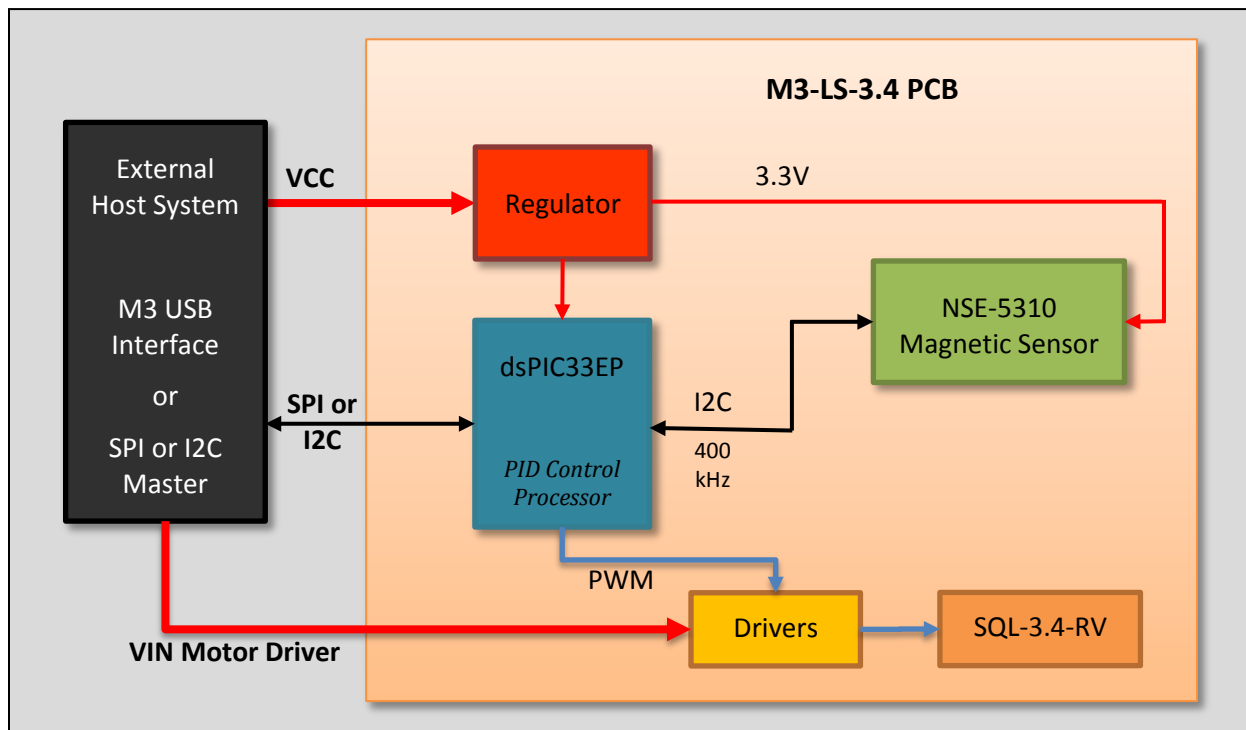 M3-LS-3.4 PCB
External
Host System
M3 USB
Interface
or
SPI or I2C
Master
VCC
Regulator
3.3V
NSE-5310
Magnetic Sensor
dsPIC33EP
PID Control
Processor
SPI or
I2C
I2C
400
kHz
PWM
Drivers
SQL-3.4-RV
VIN Motor Driver